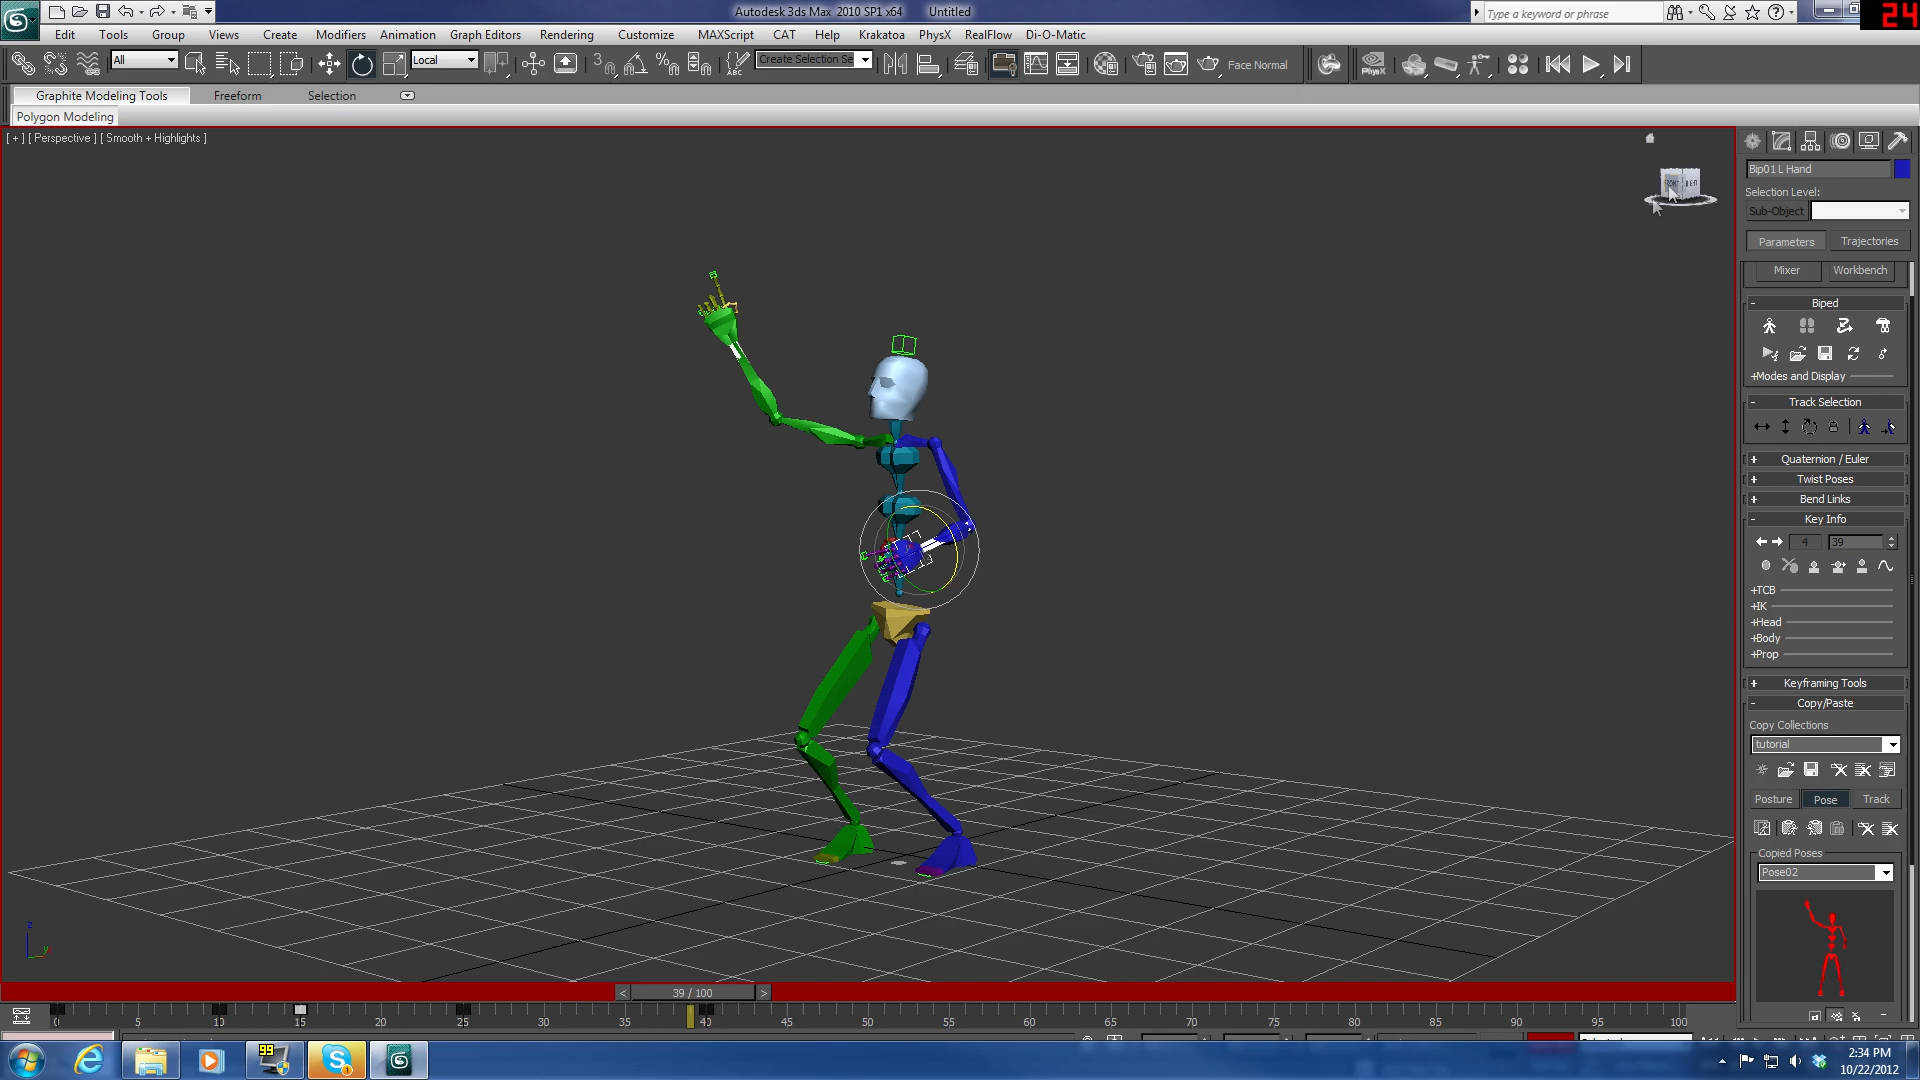 Autodesk 3ds Max 2010 SP1 x64 Untitled
Type a keyword or phrase
24
Edit Tools Group Views Create Modifiers Animation Graph Editors Rendering Customize MAXScript CAT Help Krakatoa PhysX RealFlow Di-O-Matic
All Local 3 ABC Create Selection Se Face Normal PhysX
Graphite Modeling Tools Freeform Selection
Polygon Modeling
[ + ] [ Perspective ] [ Smooth + Highlights ]
FRONT
Bip01 L Hand
Selection Level:
Sub-Object
Parameters Trajectories
Mixer Workbench
- Biped
+Modes and Display
- Track Selection
+ Quaternion / Euler
+ Twist Poses
+ Bend Links
- Key Info
4 39
+TCB
+IK
+Head
+Body
+Prop
+ Keyframing Tools
- Copy/Paste
Copy Collections
tutorial
Posture Pose Track
Copied Poses
Pose02
z
y
< 39 / 100 >
0 5 10 15 20 25 30 35 40 45 50 55 60 65 70 75 80 85 90 95 100
99
2:34 PM
10/22/2012